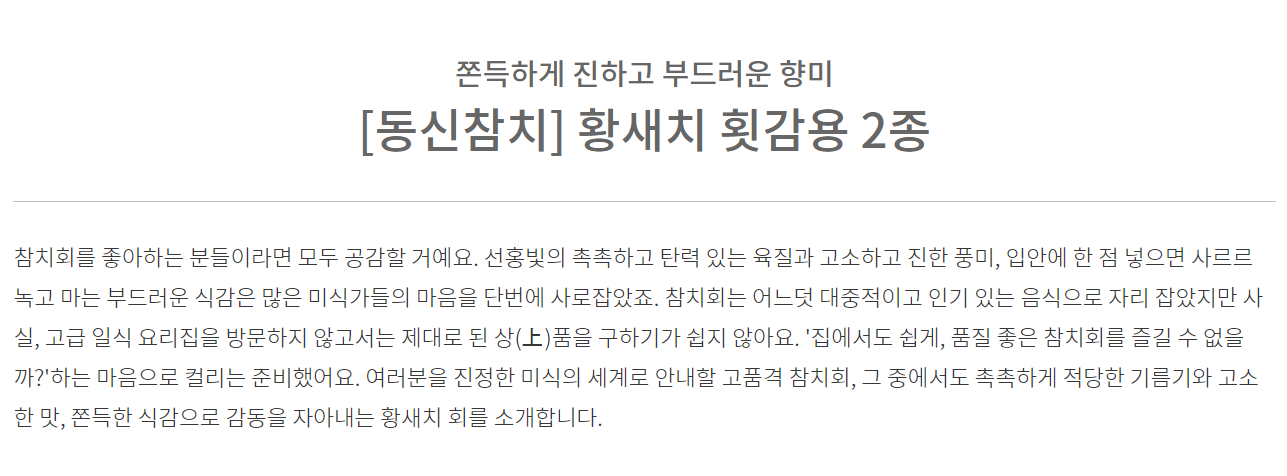 쫀득하게 진하고 부드러운 향미
[동신참치] 황새치 횟감용 2종
참치회를 좋아하는 분들이라면 모두 공감할 거예요. 선홍빛의 촉촉하고 탄력 있는 육질과 고소하고 진한 풍미, 입안에 한 점 넣으면 사르르
녹고 마는 부드러운 식감은 많은 미식가들의 마음을 단번에 사로잡았죠. 참치회는 어느덧 대중적이고 인기 있는 음식으로 자리 잡았지만 사
실, 고급 일식 요리집을 방문하지 않고서는 제대로 된 상(上)품을 구하기가 쉽지 않아요. '집에서도 쉽게, 품질 좋은 참치회를 즐길 수 없을
까?'하는 마음으로 컬리는 준비했어요. 여러분을 진정한 미식의 세계로 안내할 고품격 참치회, 그 중에서도 촉촉하게 적당한 기름기와 고소
한 맛, 쫀득한 식감으로 감동을 자아내는 황새치 회를 소개합니다.